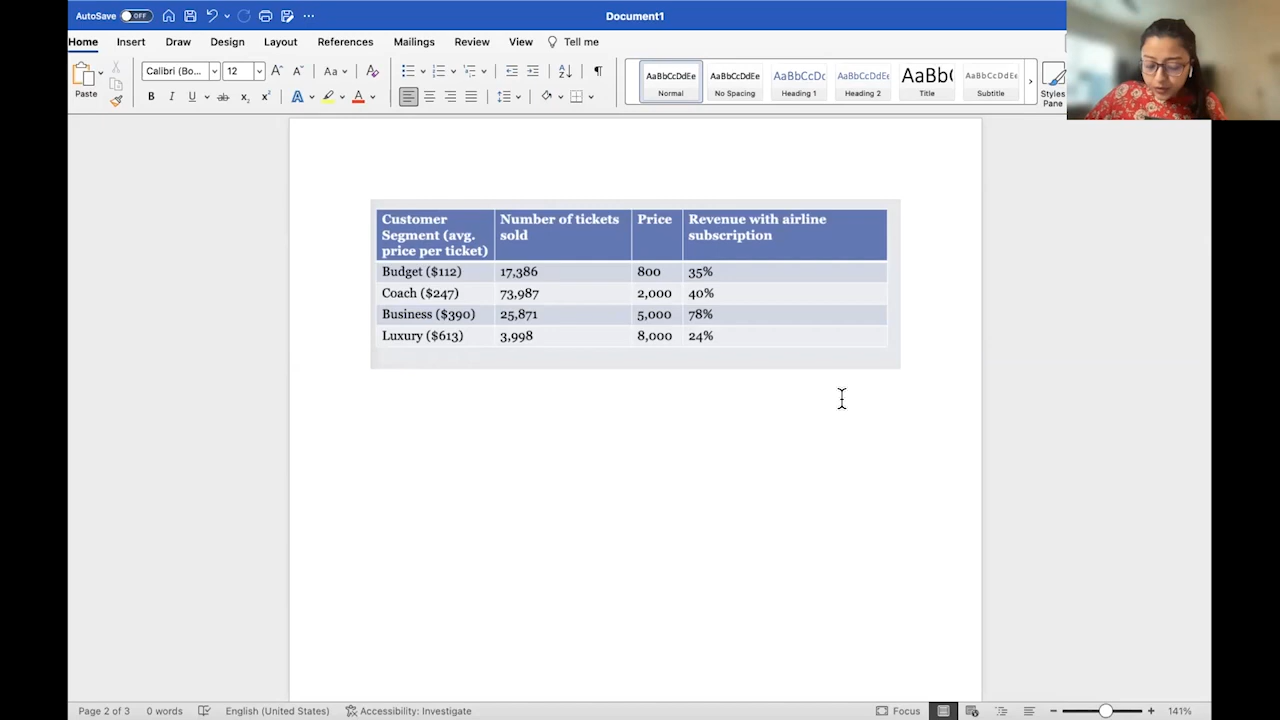 AutoSave OFF Document1
Home Insert Draw Design Layout References Mailings Review View Tell me
Paste Calibri (Bo... 12 Aa
B I U ab x₂ x² A A
AaBbCcDdEe AaBbCcDdEe AaBbCcDc AaBbCcDdEe AaBb( AaBbCcDdEe
Normal No Spacing Heading 1 Heading 2 Title Subtitle
Styles
Pane
Customer Segment (avg. price per ticket) Number of tickets sold Price Revenue with airline subscription
Budget ($112) 17,386 800 35%
Coach ($247) 73,987 2,000 40%
Business ($390) 25,871 5,000 78%
Luxury ($613) 3,998 8,000 24%
Page 2 of 3 0 words English (United States) Accessibility: Investigate Focus 141%